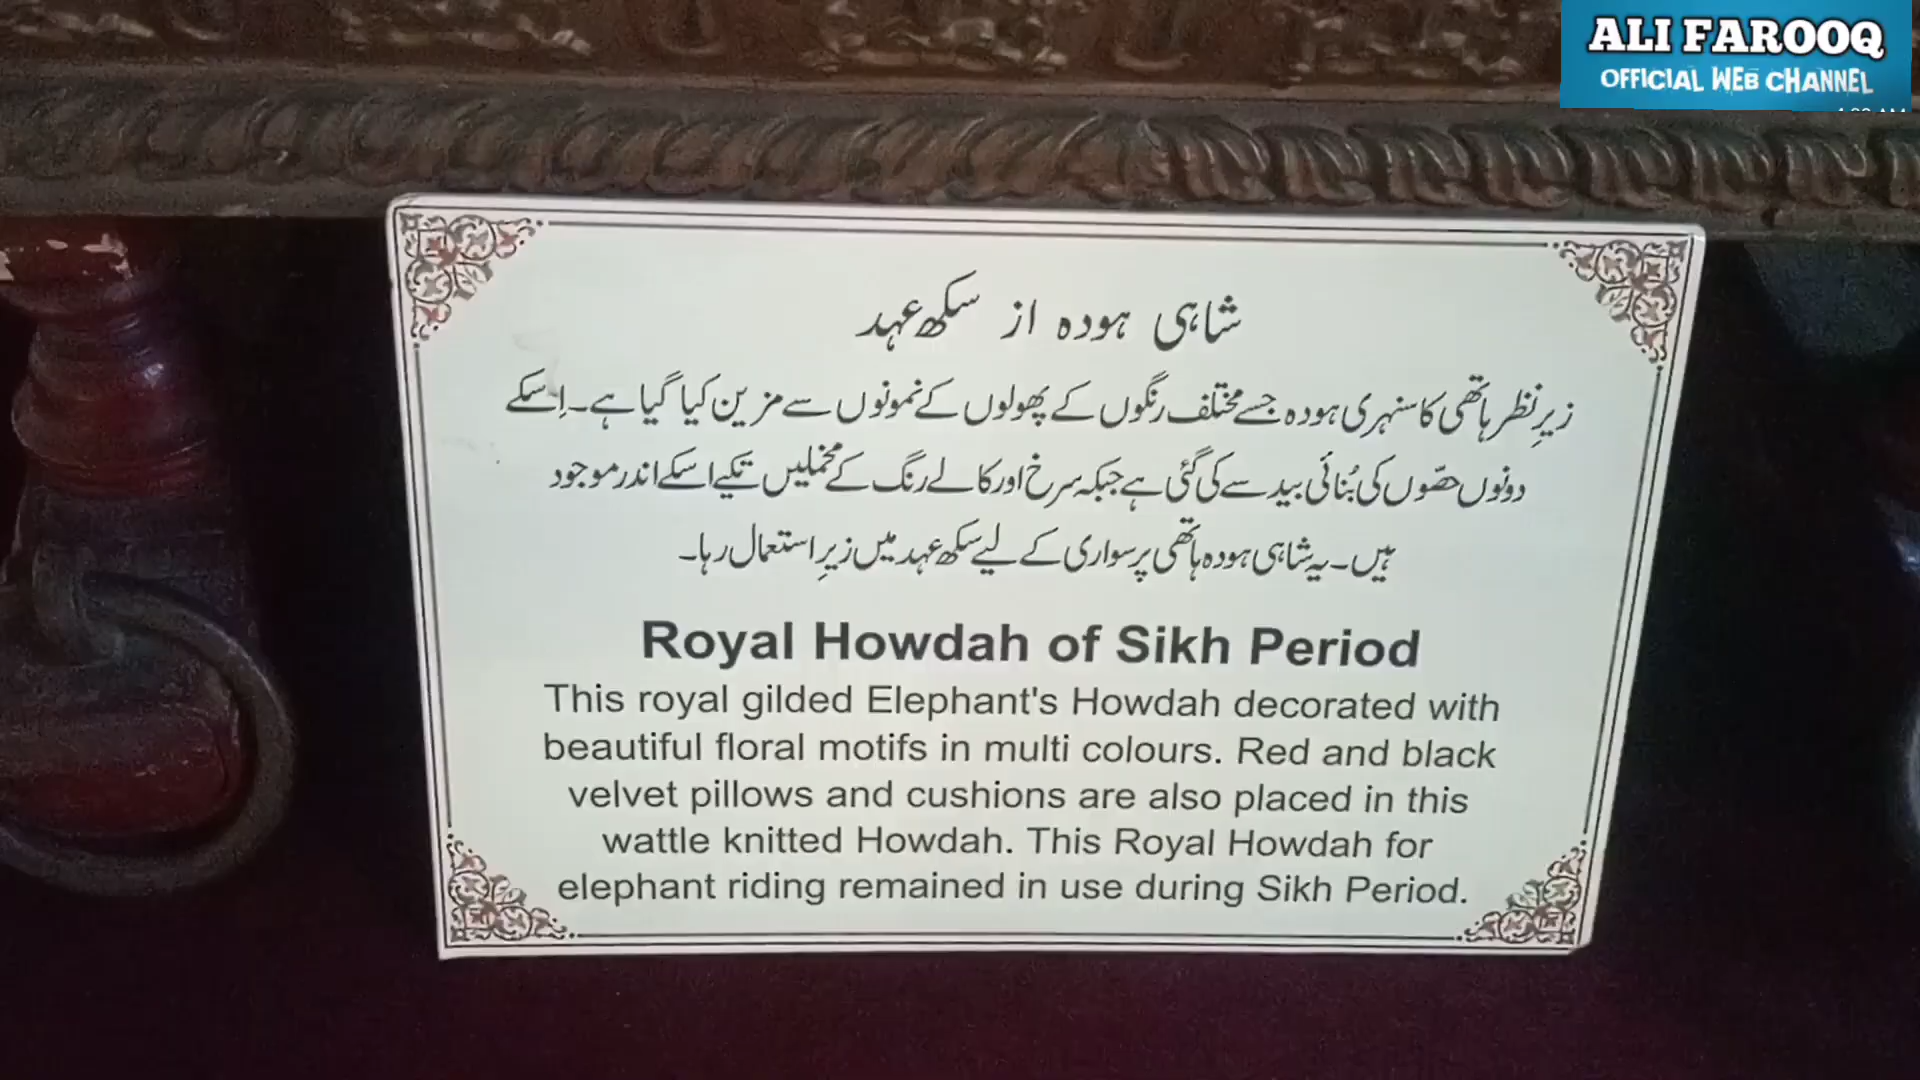 ALI FAROOQ
OFFICIAL WEB CHANNEL
شاہی ہودہ از سکھ عہد
زیرِ نظر ہاتھی کا سنہری ہودہ جسے مختلف رنگوں کے پھولوں کے نمونوں سے مزین کیا گیا ہے۔ اِسکے
دونوں حصّوں کی بُنائی بید سے کی گئی ہے جبکہ سرخ اور کالے رنگ کے مخملیں تکیے اسکے اندر موجود
ہیں۔ یہ شاہی ہودہ ہاتھی پر سواری کے لیے سکھ عہد میں زیرِ استعمال رہا۔
Royal Howdah of Sikh Period
This royal gilded Elephant's Howdah decorated with
beautiful floral motifs in multi colours. Red and black
velvet pillows and cushions are also placed in this
wattle knitted Howdah. This Royal Howdah for
elephant riding remained in use during Sikh Period.